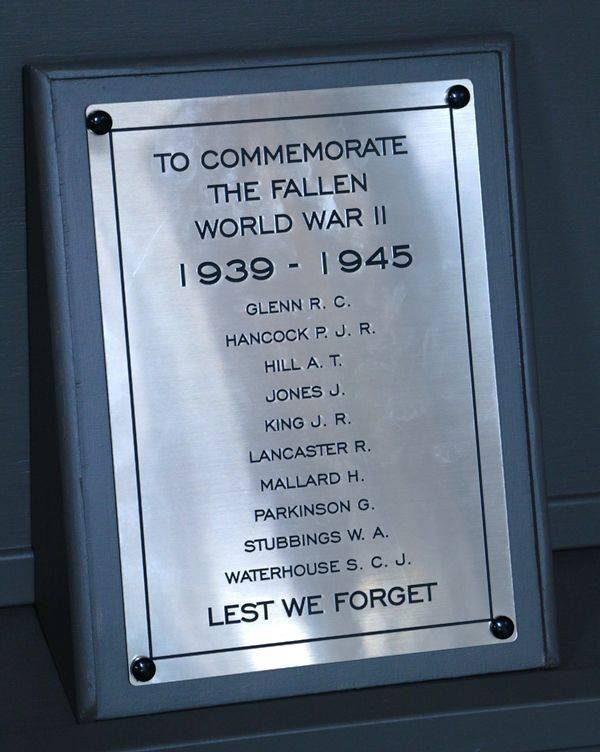 TO COMMEMORATE
THE FALLEN
WORLD WAR II
1939 - 1945
GLENN R. C.
HANCOCK P. J. R.
HILL A. T.
JONES J.
KING J. R.
LANCASTER R.
MALLARD H.
PARKINSON G.
STUBBINGS W. A.
WATERHOUSE S. C. J.
LEST WE FORGET